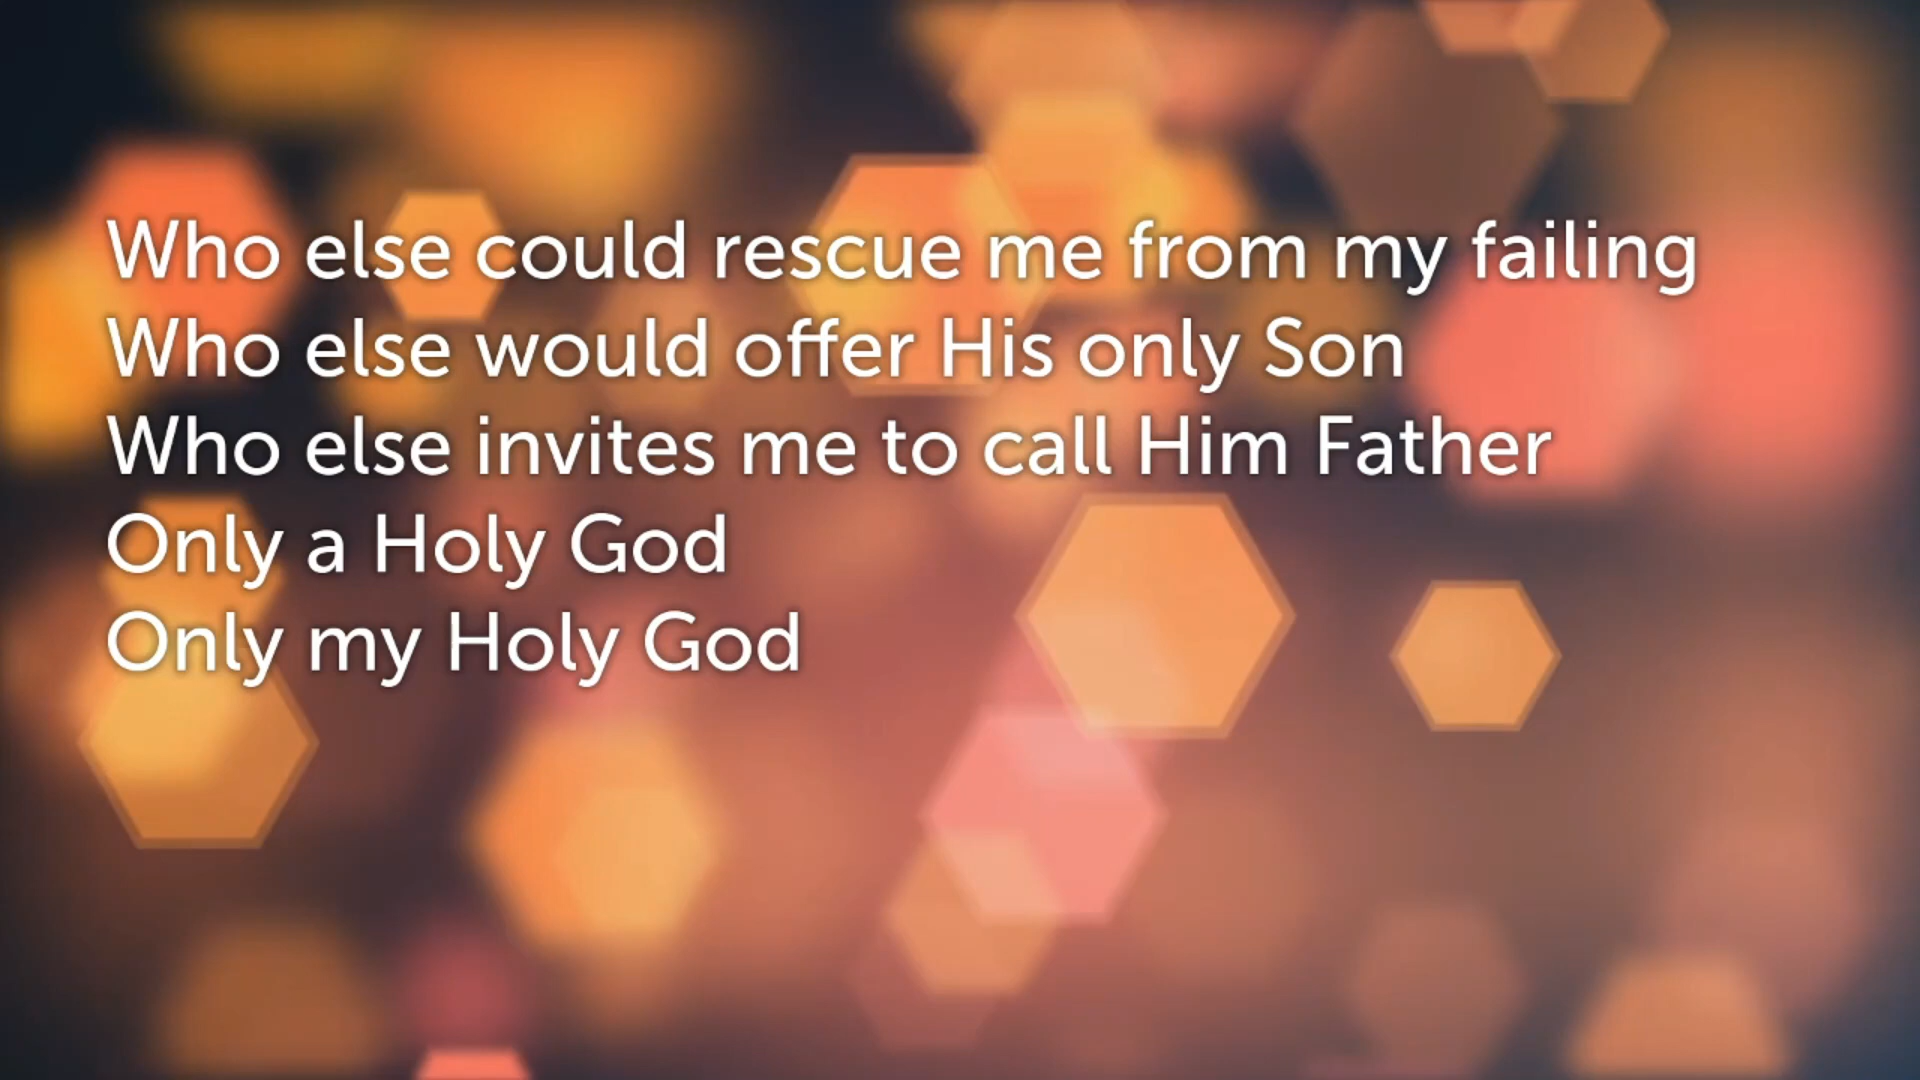 Who else could rescue me from my failing
Who else would offer His only Son
Who else invites me to call Him Father
Only a Holy God
Only my Holy God